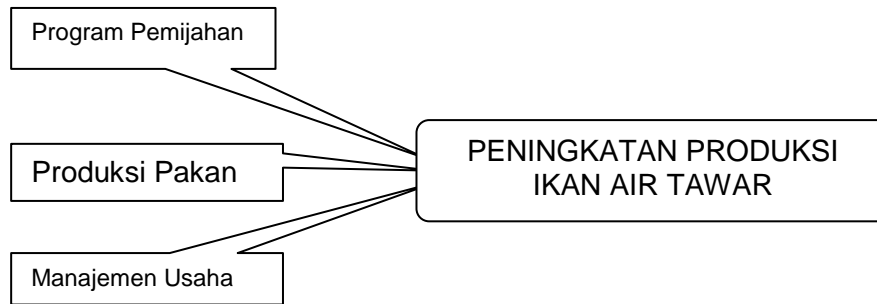 Program Pemijahan
Produksi Pakan
Manajemen Usaha
PENINGKATAN PRODUKSI
IKAN AIR TAWAR